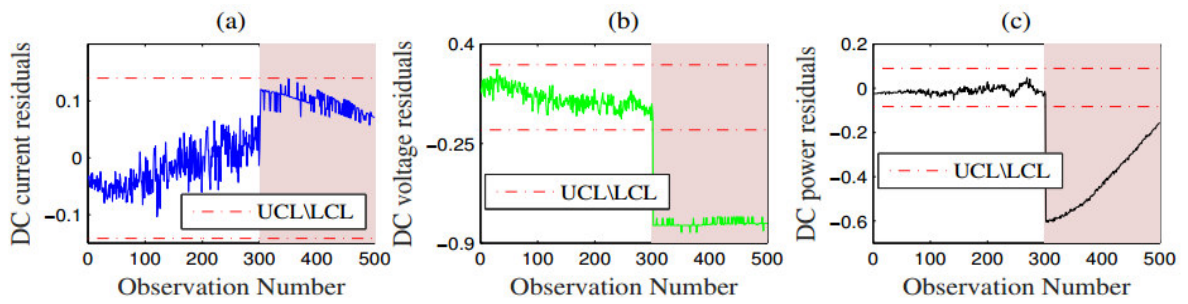 (a)
DC current residuals
0.1
0
−0.1
UCL\LCL
0 100 200 300 400 500
Observation Number
(b)
DC voltage residuals
0.4
−0.25
−0.9
UCL\LCL
0 100 200 300 400 500
Observation Number
(c)
DC power residuals
0.2
0
−0.2
−0.4
−0.6
UCL\LCL
0 100 200 300 400 500
Observation Number